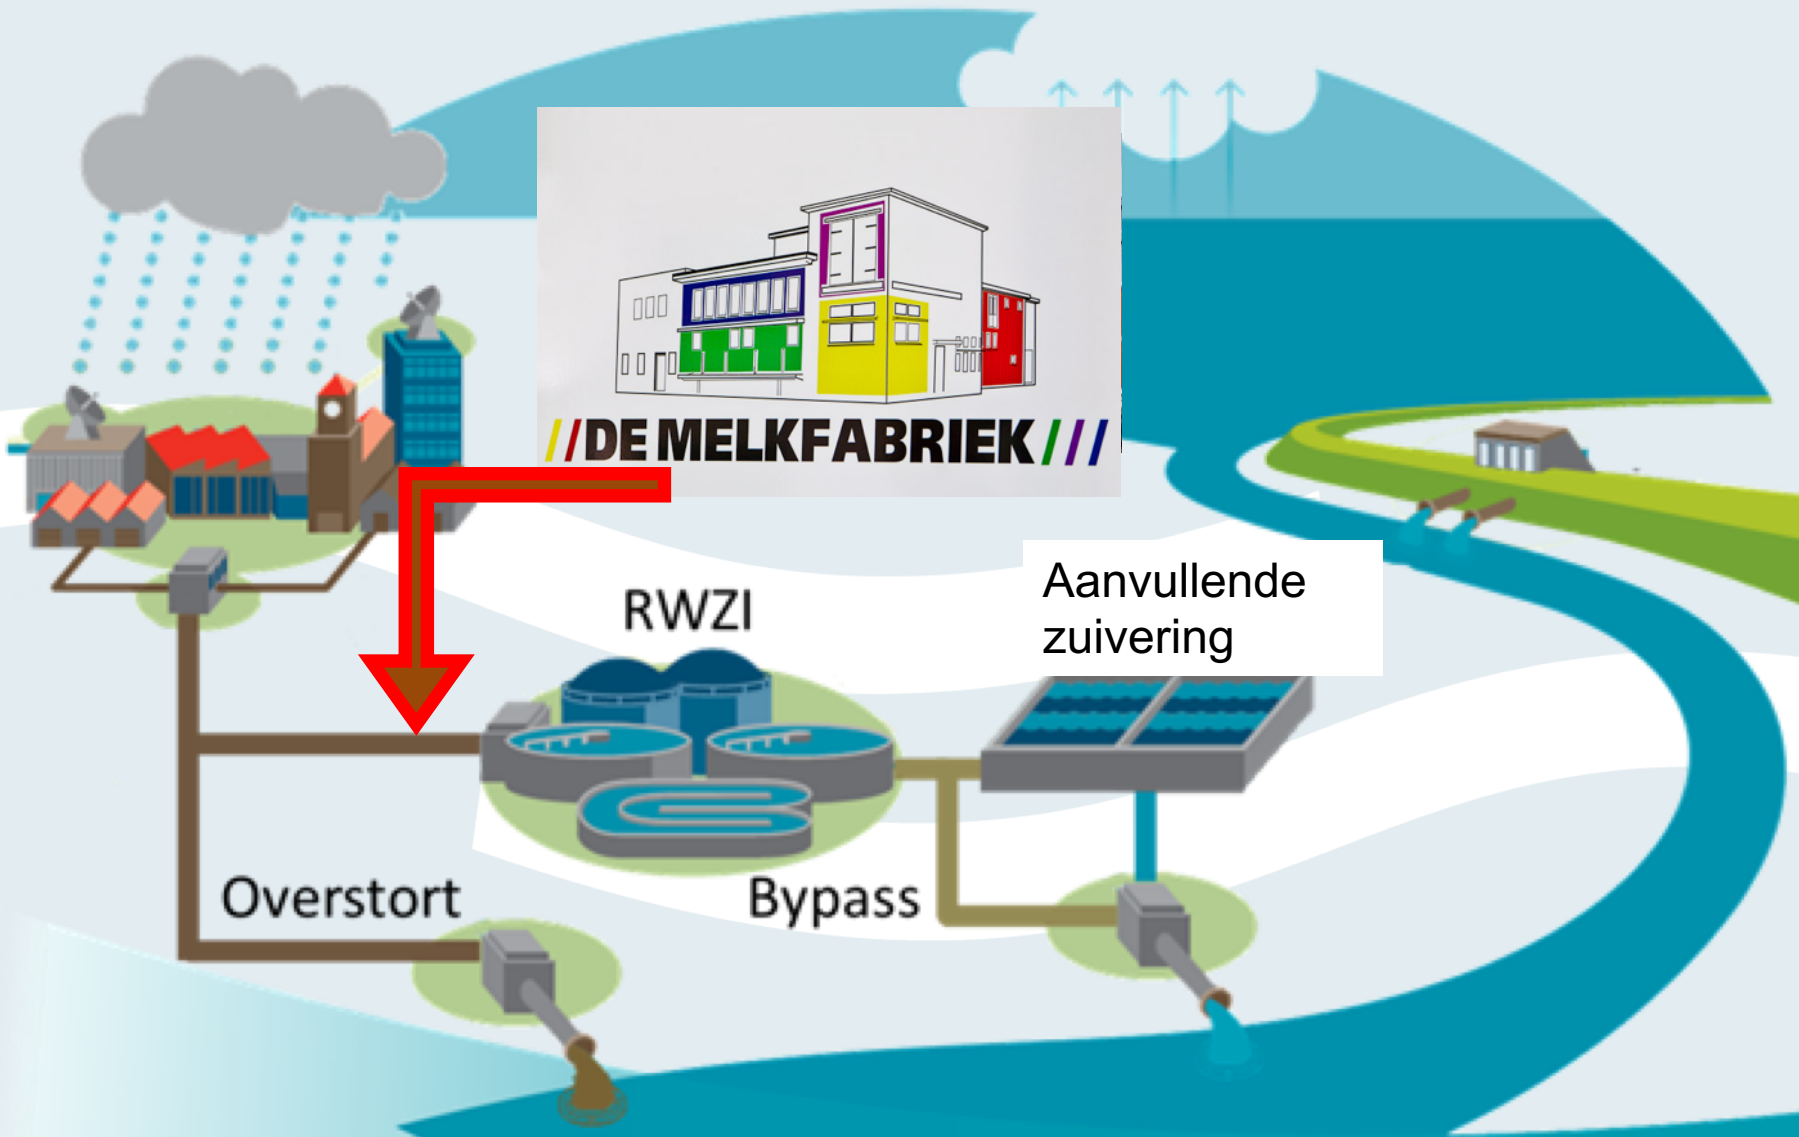 //DE MELKFABRIEK///
Aanvullende
zuivering
RWZI
Overstort
Bypass